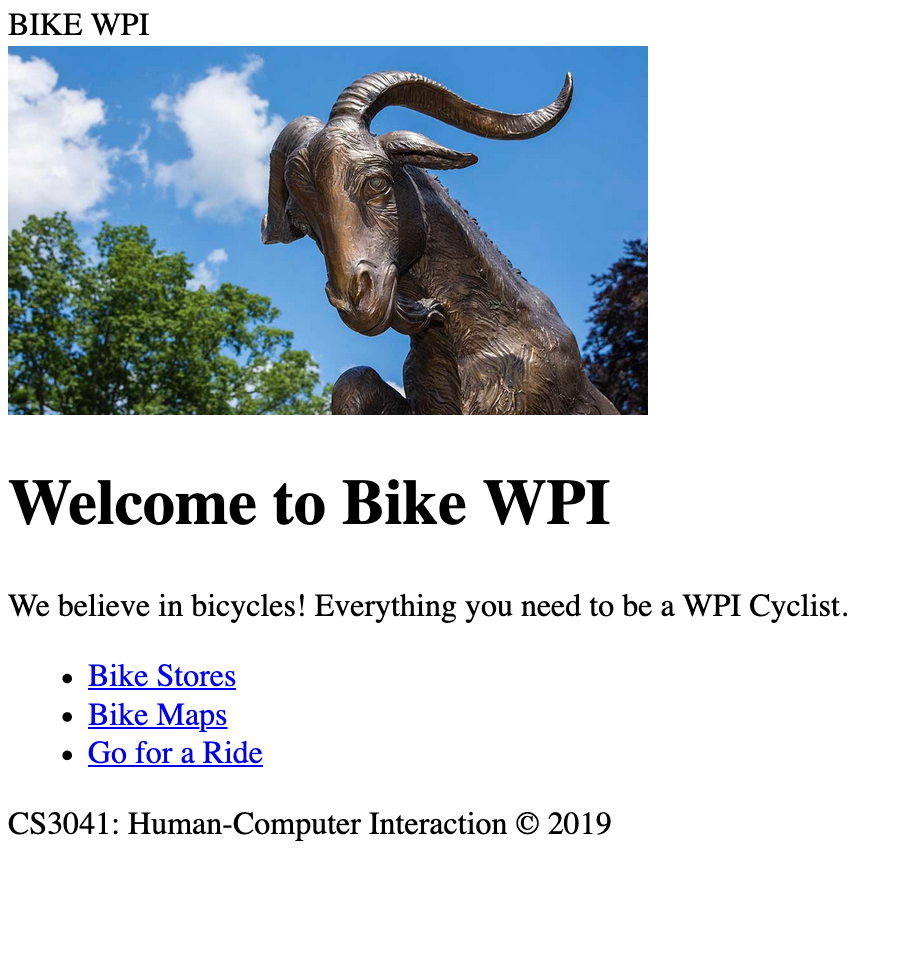 BIKE WPI
Welcome to Bike WPI
We believe in bicycles! Everything you need to be a WPI Cyclist.
Bike Stores
Bike Maps
Go for a Ride
CS3041: Human-Computer Interaction © 2019